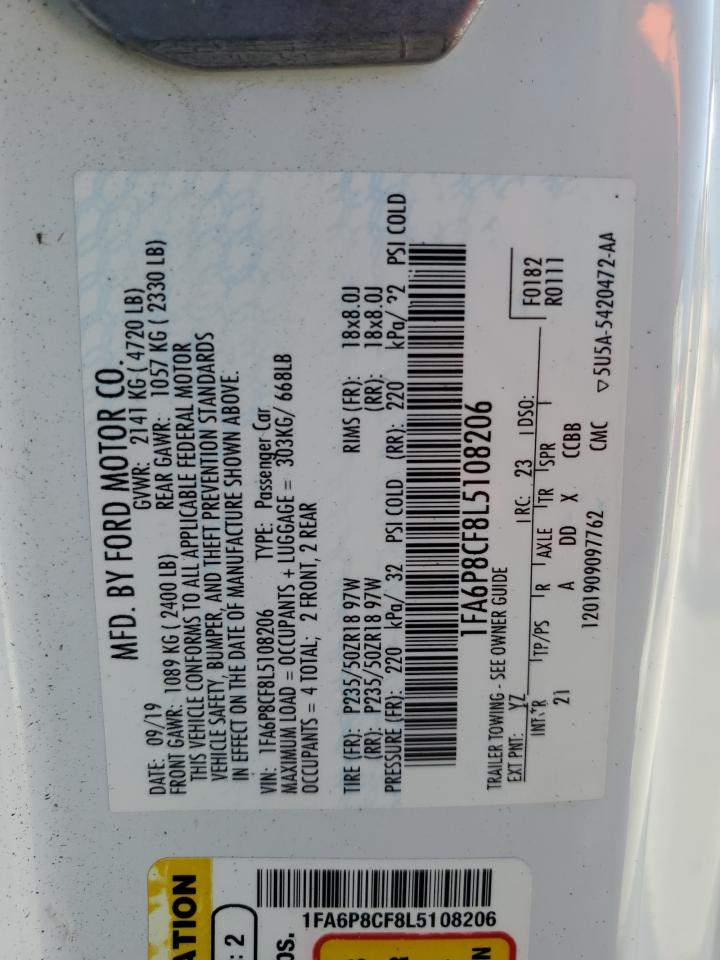 MFD. BY FORD MOTOR CO.
DATE: 09/19 GVWR: 2141 KG ( 4720 LB)
FRONT GAWR: 1089 KG ( 2400 LB) REAR GAWR: 1057 KG ( 2330 LB)
THIS VEHICLE CONFORMS TO ALL APPLICABLE FEDERAL MOTOR
VEHICLE SAFETY, BUMPER, AND THEFT PREVENTION STANDARDS
IN EFFECT ON THE DATE OF MANUFACTURE SHOWN ABOVE.
VIN: 1FA6P8CF8L5108206 TYPE: Passenger Car
MAXIMUM LOAD = OCCUPANTS + LUGGAGE = 303KG/ 668LB
OCCUPANTS = 4 TOTAL; 2 FRONT, 2 REAR
TIRE (FR): P235/50ZR18 97W RIMS (FR): 18x8.0J
(RR): P235/50ZR18 97W (RR): 18x8.0J
PRESSURE (FR): 220 kPa/ 32 PSI COLD (RR): 220 kPa/ PSI COLD
1FA6P8CF8L5108206
TRAILER TOWING - SEE OWNER GUIDE
EXT PNT: YZ RC: 23 DSO: F0182
R0111
INT TR TP/PS R AXLE TR SPR
21 A DD X CCBB
1201909097762 CMC ▽5U5A-5420472-AA
ATION
: 2
OS.
1FA6P8CF8L5108206